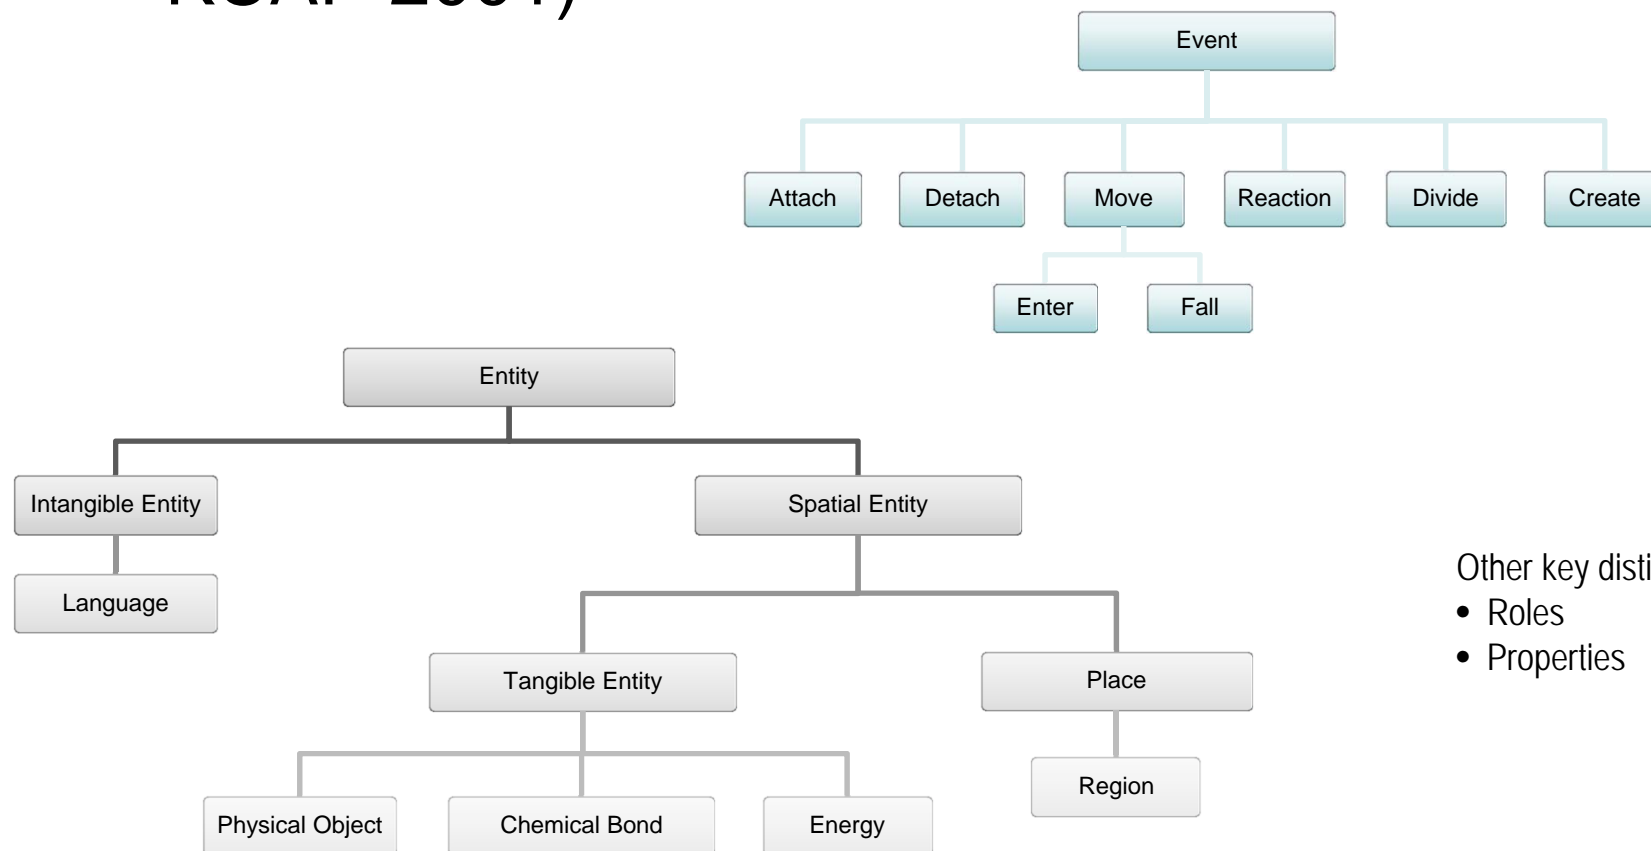 Event
Attach Detach Move Reaction Divide Create
Enter Fall
Entity
Intangible Entity Spatial Entity
Language
Other key
• Roles
• Properties
Tangible Entity Place
Region
Physical Object Chemical Bond Energy